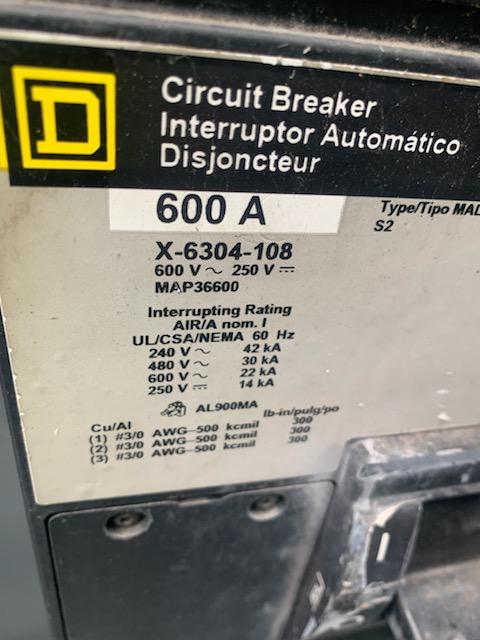 D
Circuit Breaker
Interruptor Automático
Disjoncteur
600 A
Type/Tipo MAL
S2
X-6304-108
600 V ~ 250 V ⎓
MAP36600
Interrupting Rating
AIR/A nom. I
UL/CSA/NEMA 60 Hz
240 V ~ 42 kA
480 V ~ 30 kA
600 V ~ 22 kA
250 V ⎓ 14 kA
AL900MA
Cu/Al lb-in/pulg/po
(1) #3/0 AWG-500 kcmil 300
(2) #3/0 AWG-500 kcmil 300
(3) #3/0 AWG-500 kcmil 300